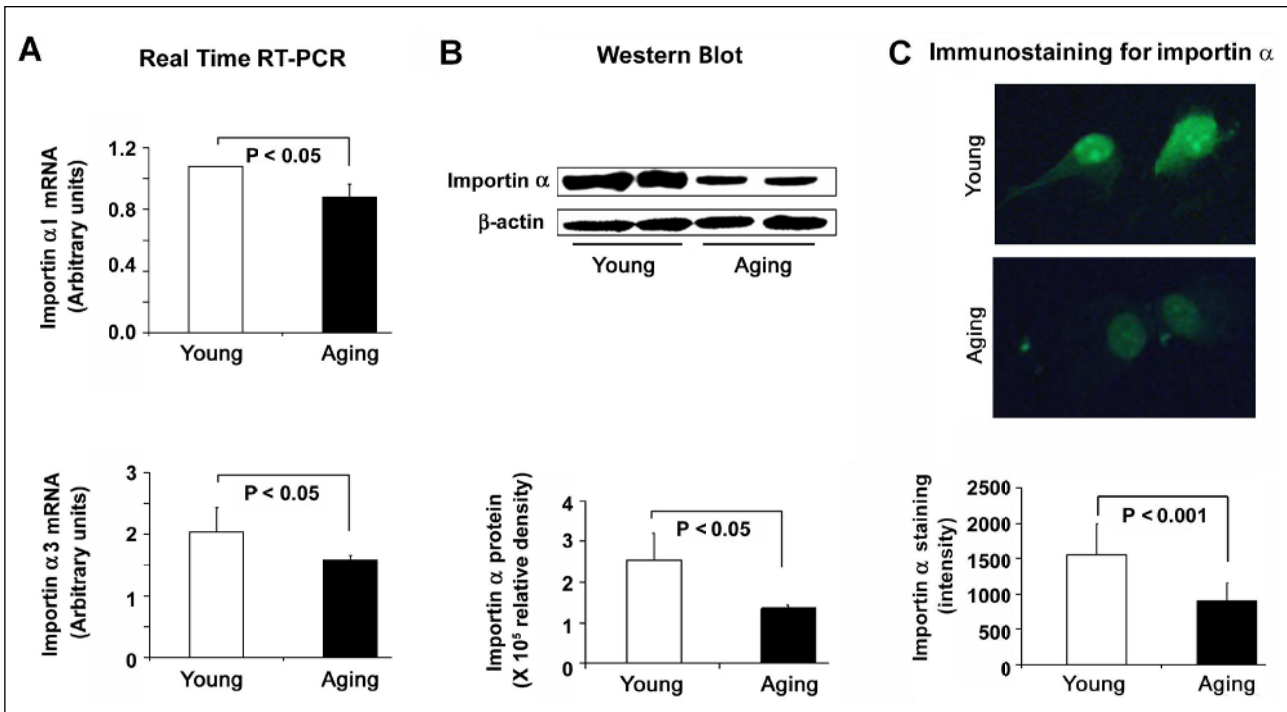 A
Real Time RT-PCR
Importin α1 mRNA
(Arbitrary units)
1.2
0.8
0.4
0.0
P < 0.05
Young
Aging
Importin α3 mRNA
(Arbitrary units)
3
2
1
0
P < 0.05
Young
Aging
B
Western Blot
Importin α
β-actin
Young
Aging
Importin α protein
(X 10⁵ relative density)
4
3
2
1
0
P < 0.05
Young
Aging
C
Immunostaining for importin α
Young
Aging
Importin α staining
(intensity)
2500
2000
1500
1000
500
0
P < 0.001
Young
Aging